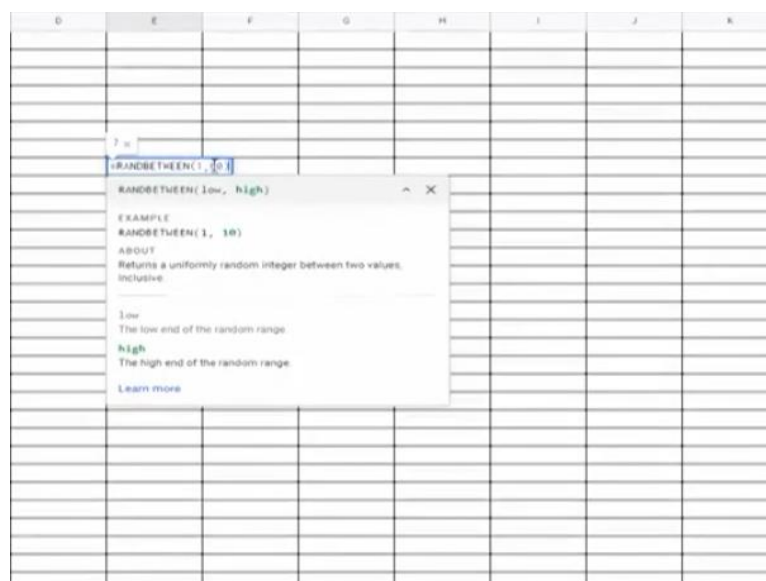 D E F G H I J K
? ×
=RANDBETWEEN(1,10)
RANDBETWEEN(low, high)
EXAMPLE
RANDBETWEEN(1, 10)
ABOUT
Returns a uniformly random integer between two values,
inclusive.
low
The low end of the random range.
high
The high end of the random range.
Learn more